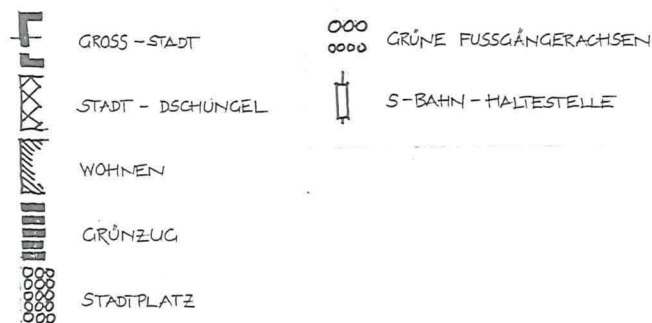 GROSS-STADT
STADT - DSCHUNGEL
WOHNEN
GRÜNZUG
STADTPLATZ
GRÜNE FUSSGÄNGERACHSEN
S-BAHN-HALTESTELLE